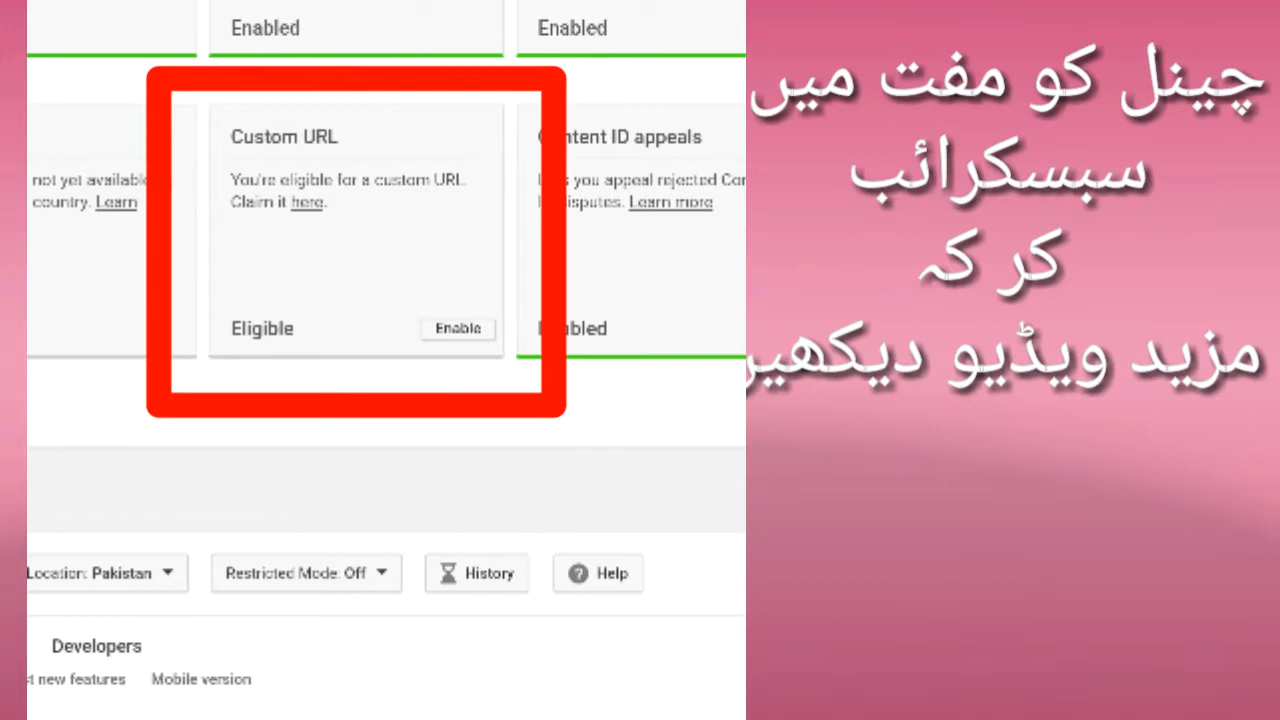 Enabled
Enabled
Custom URL
You're eligible for a custom URL.
Claim it here.
Eligible
Enable
not yet available
country. Learn
ntent ID appeals
you appeal rejected
disputes. Learn more
Location: Pakistan
Restricted Mode: Off
History
Help
Developers
new features
Mobile version
چینل کو مفت میں
سبسکرائب
کر کہ
مزید ویڈیو دیکھیں